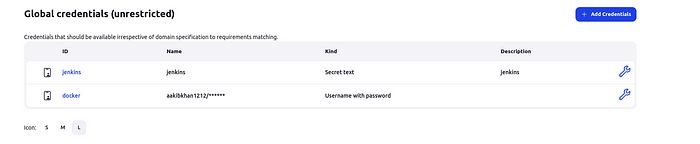 Global credentials (unrestricted)
+ Add Credentials
Credentials that should be available irrespective of domain specification to requirements matching.
ID Name Kind Description
jenkins jenkins Secret text jenkins
docker aakibkhan1212/****** Username with password
Icon: S M L